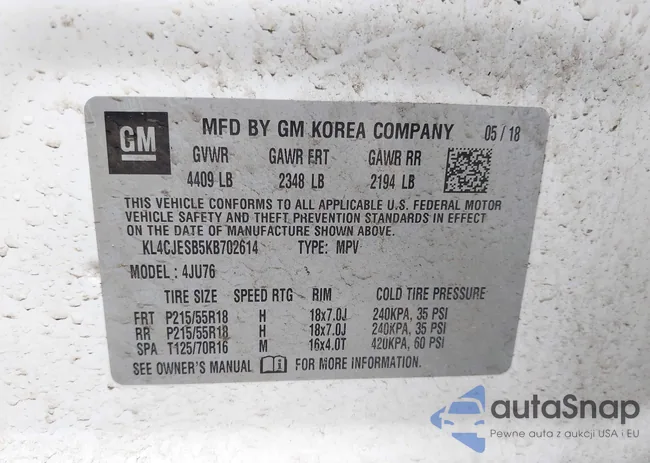 GM
MFD BY GM KOREA COMPANY 05/18
GVWR GAWR FRT GAWR RR
4409 LB 2348 LB 2194 LB
THIS VEHICLE CONFORMS TO ALL APPLICABLE U.S. FEDERAL MOTOR
VEHICLE SAFETY AND THEFT PREVENTION STANDARDS IN EFFECT
ON THE DATE OF MANUFACTURE SHOWN ABOVE.
KL4CJESB5KB702614 TYPE: MPV
MODEL: 4JU76
TIRE SIZE SPEED RTG RIM COLD TIRE PRESSURE
FRT P215/55R18 H 18x7.0J 240KPA, 35 PSI
RR P215/55R18 H 18x7.0J 240KPA, 35 PSI
SPA T125/70R16 M 16x4.0T 420KPA, 60 PSI
SEE OWNER'S MANUAL FOR MORE INFORMATION.
autaSnap
Pewne auta z aukcji USA i EU